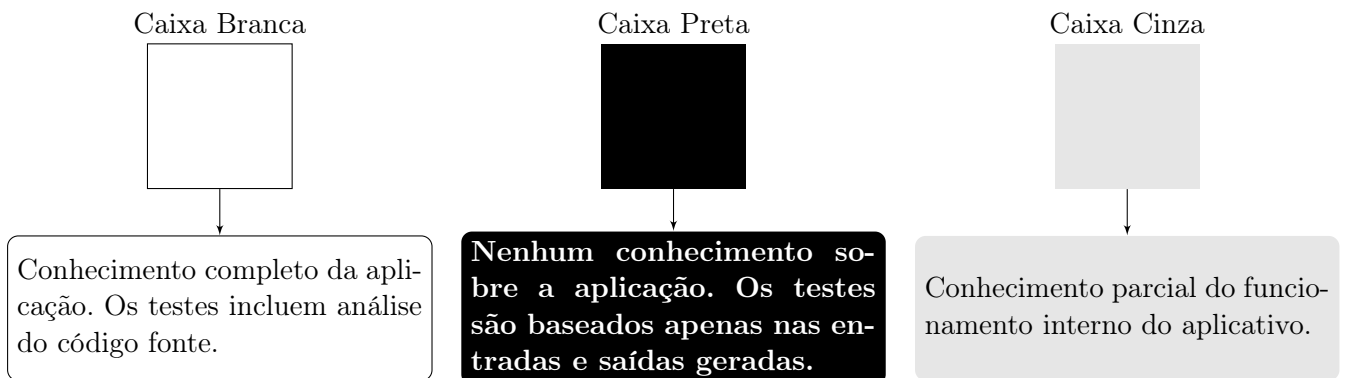 Caixa Branca
Caixa Preta
Caixa Cinza
Conhecimento completo da apli-
cação. Os testes incluem análise
do código fonte.
Nenhum conhecimento so-
bre a aplicação. Os testes
são baseados apenas nas en-
tradas e saídas geradas.
Conhecimento parcial do funcio-
namento interno do aplicativo.